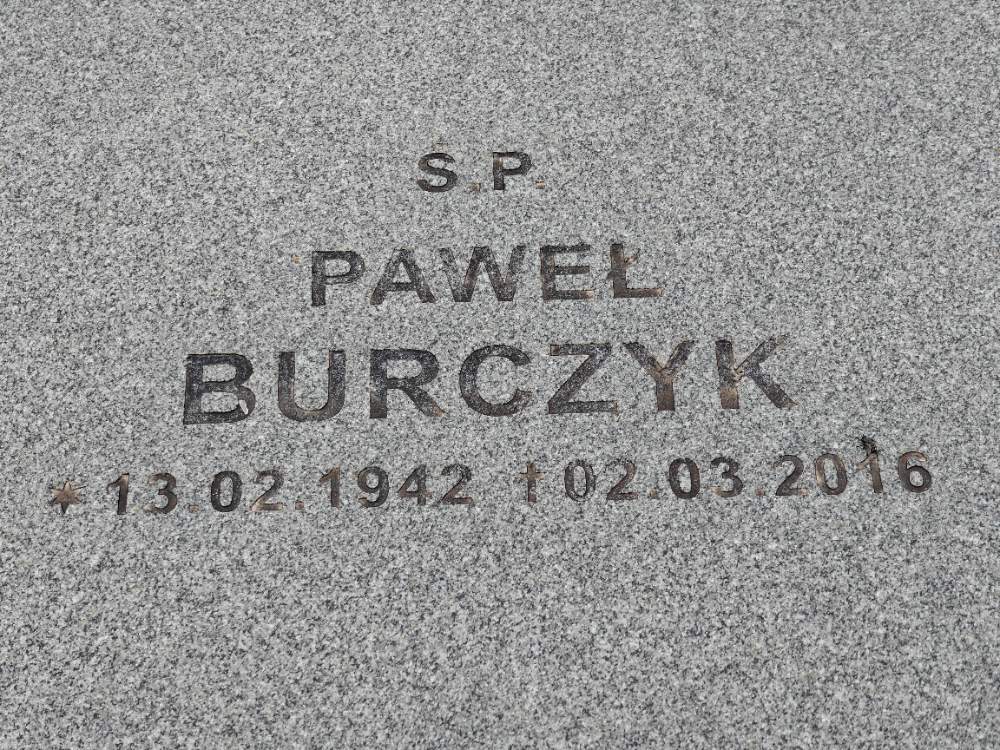 Ś.P.
PAWEŁ
BURCZYK
* 13.02.1942 † 02.03.2016